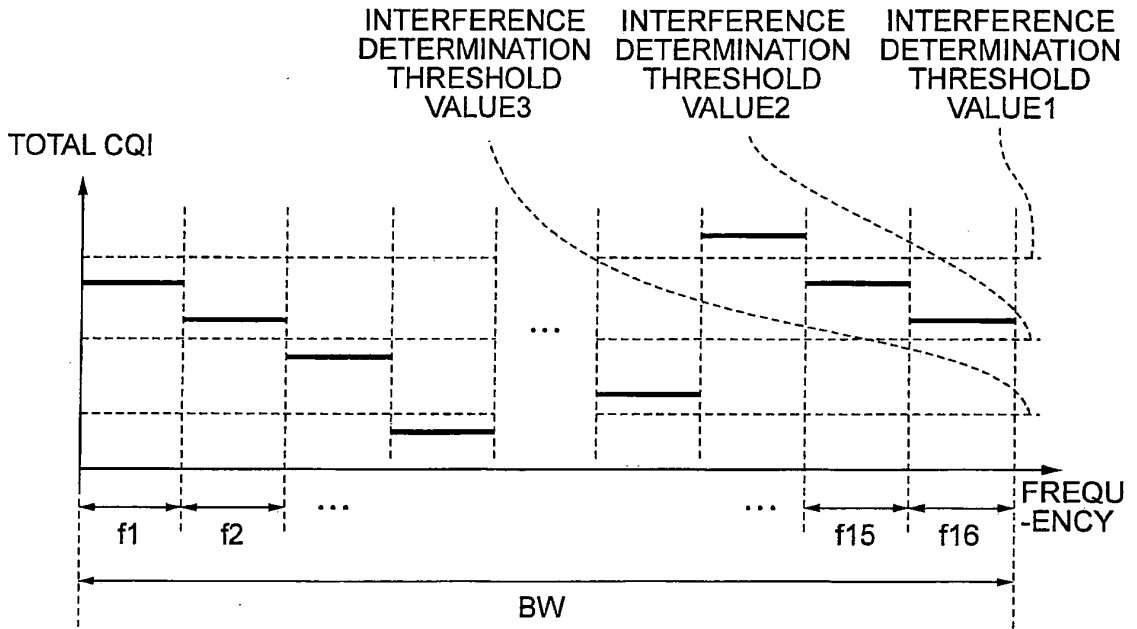 INTERFERENCE
DETERMINATION
THRESHOLD
VALUE3
INTERFERENCE
DETERMINATION
THRESHOLD
VALUE2
INTERFERENCE
DETERMINATION
THRESHOLD
VALUE1
TOTAL CQI
...
f1
f2
...
...
f15
f16
FREQU
-ENCY
BW